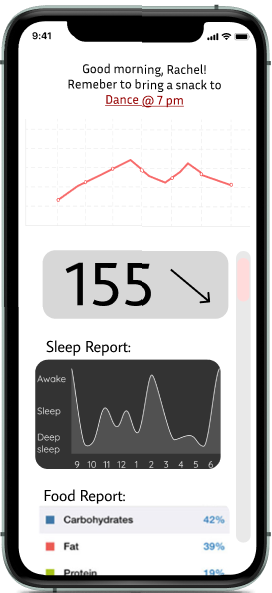 9:41
Good morning, Rachel!
Remeber to bring a snack to
Dance @ 7 pm
155
Sleep Report:
Awake
Sleep
Deep
sleep
9 10 11 12 1 2 3 4 5 6
Food Report:
Carbohydrates 42%
Fat 39%
Protein 19%